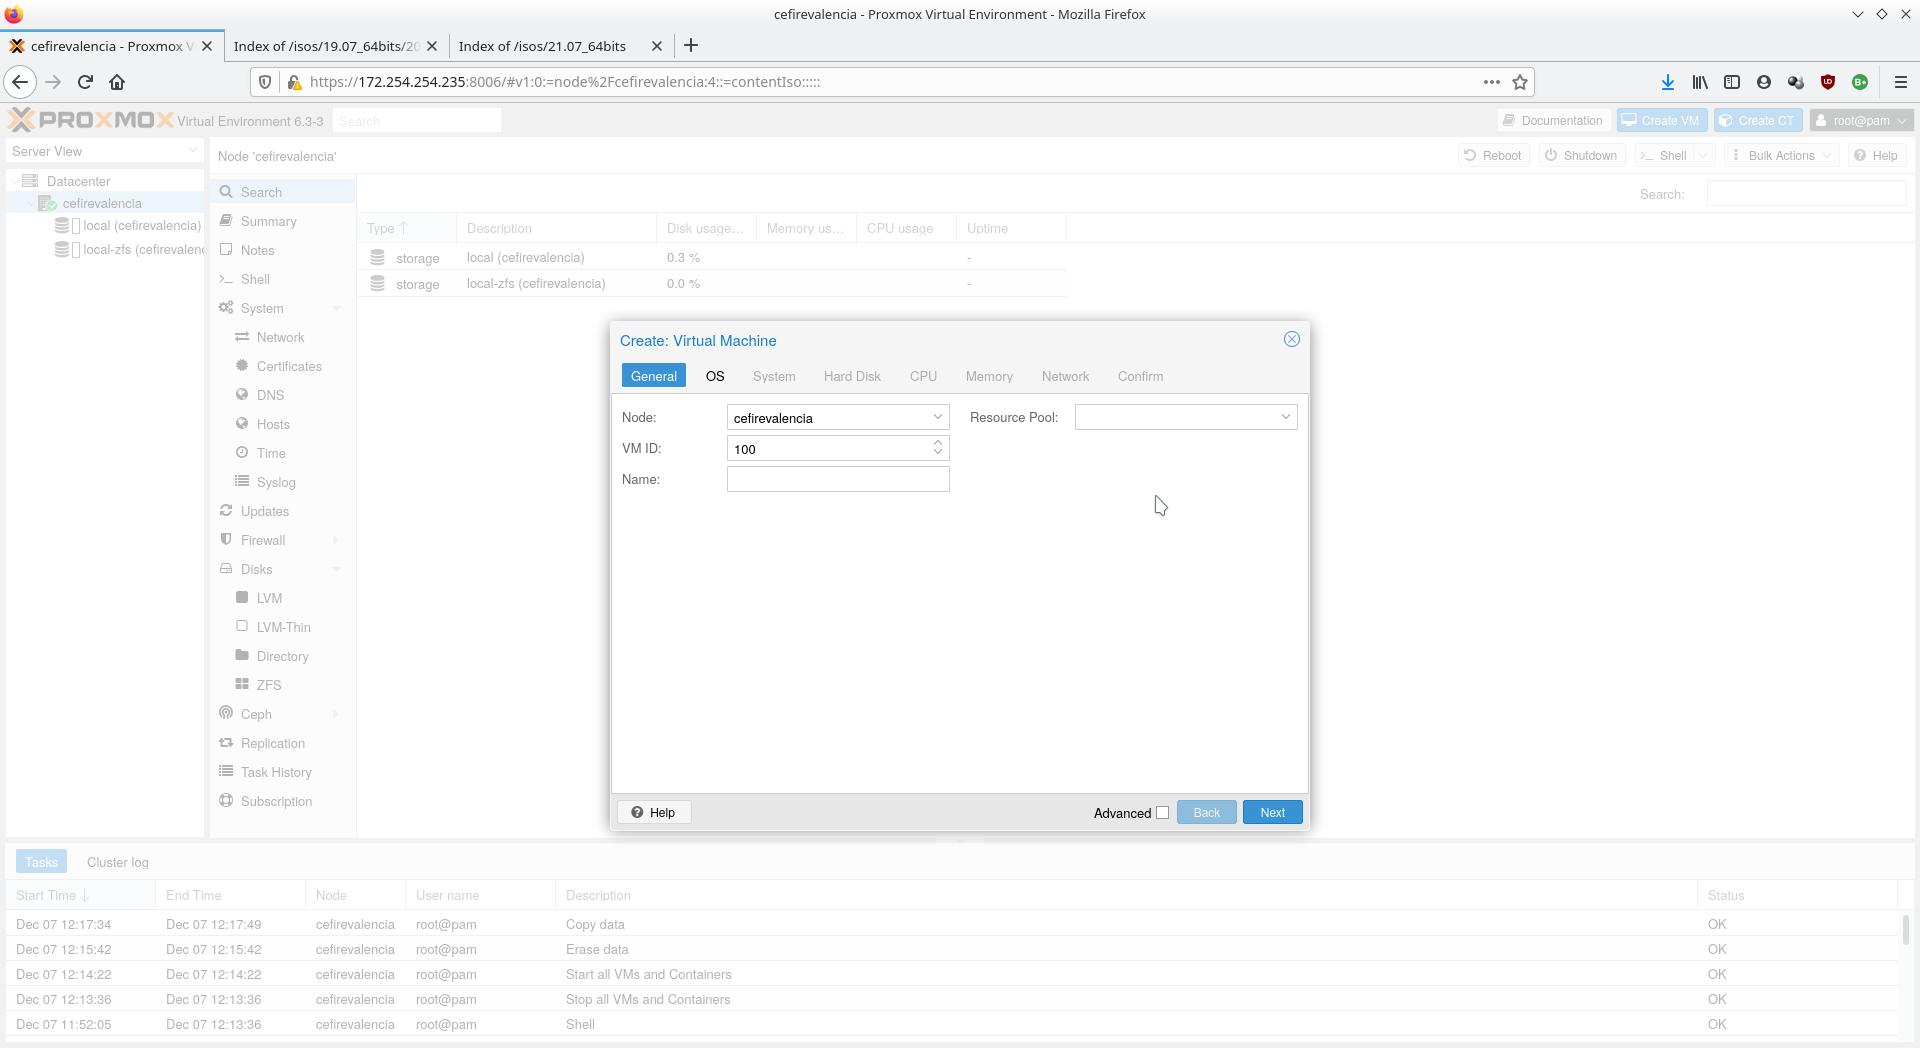 cefirevalencia - Proxmox Virtual Environment - Mozilla Firefox
cefirevalencia - Proxmox V
Index of /isos/19.07_64bits/20
Index of /isos/21.07_64bits
https://172.254.254.235:8006/#v1:0:=node%2Fcefirevalencia:4::=contentIso:::::
PROXMOX Virtual Environment 6.3-3
Search
Documentation
Create VM
Create CT
root@pam
Server View
Node 'cefirevalencia'
Reboot
Shutdown
Shell
Bulk Actions
Help
Datacenter
cefirevalencia
local (cefirevalencia)
local-zfs (cefirevalenc
Search
Summary
Notes
Shell
System
Network
Certificates
DNS
Hosts
Time
Syslog
Updates
Firewall
Disks
LVM
LVM-Thin
Directory
ZFS
Ceph
Replication
Task History
Subscription
Search:
Type Description Disk usage... Memory us... CPU usage Uptime
storage local (cefirevalencia) 0.3 % -
storage local-zfs (cefirevalencia) 0.0 % -
Create: Virtual Machine
General OS System Hard Disk CPU Memory Network Confirm
Node: cefirevalencia Resource Pool:
VM ID: 100
Name:
Help Advanced Back Next
Tasks Cluster log
Start Time End Time Node User name Description Status
Dec 07 12:17:34 Dec 07 12:17:49 cefirevalencia root@pam Copy data OK
Dec 07 12:15:42 Dec 07 12:15:42 cefirevalencia root@pam Erase data OK
Dec 07 12:14:22 Dec 07 12:14:22 cefirevalencia root@pam Start all VMs and Containers OK
Dec 07 12:13:36 Dec 07 12:13:36 cefirevalencia root@pam Stop all VMs and Containers OK
Dec 07 11:52:05 Dec 07 12:13:36 cefirevalencia root@pam Shell OK